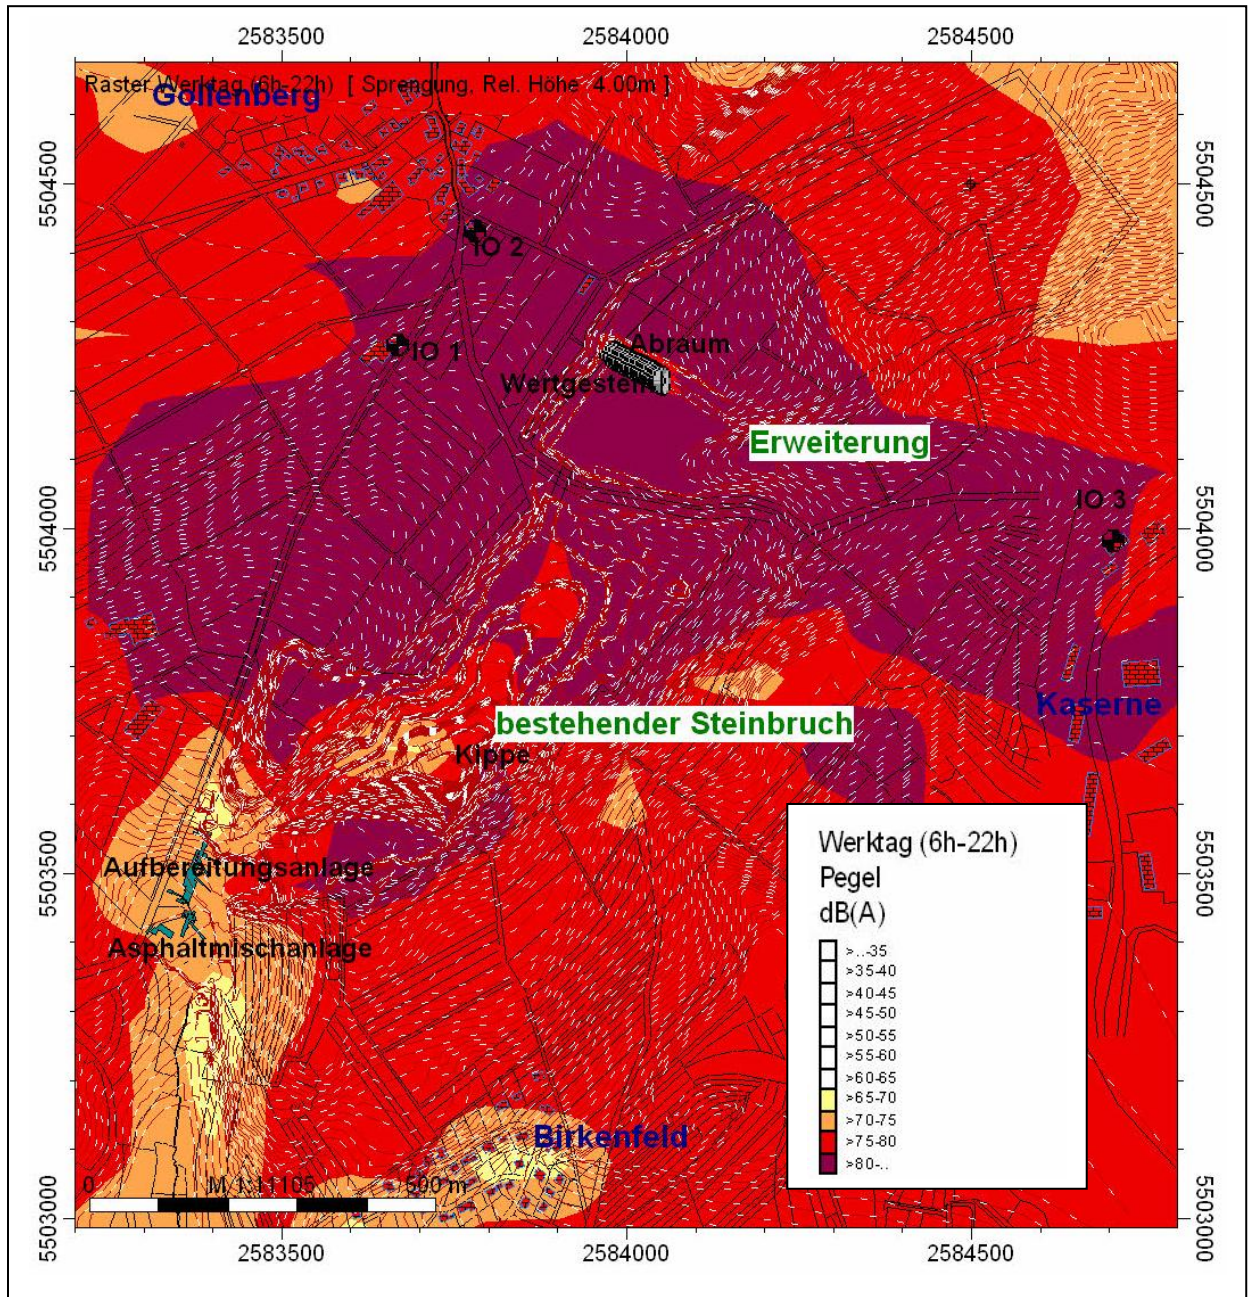 2583500 2584000 2584500
Raster Werktag (6h-22h) [ Sprengung, Rel. Höhe 4.00m ]
Gollenberg
5504500 5504500
IO 2
IO 1
Abraum
Wertgestein
Erweiterung
IO 3
5504000 5504000
Kaserne
bestehender Steinbruch
Kippe
Werktag (6h-22h)
Pegel
dB(A)
>..-35
>35-40
>40-45
>45-50
>50-55
>55-60
>60-65
>65-70
>70-75
>75-80
>80-..
Aufbereitungsanlage
5503500 5503500
Asphaltmischanlage
Birkenfeld
0 M 1:11105 500 m
5503000 5503000
2583500 2584000 2584500